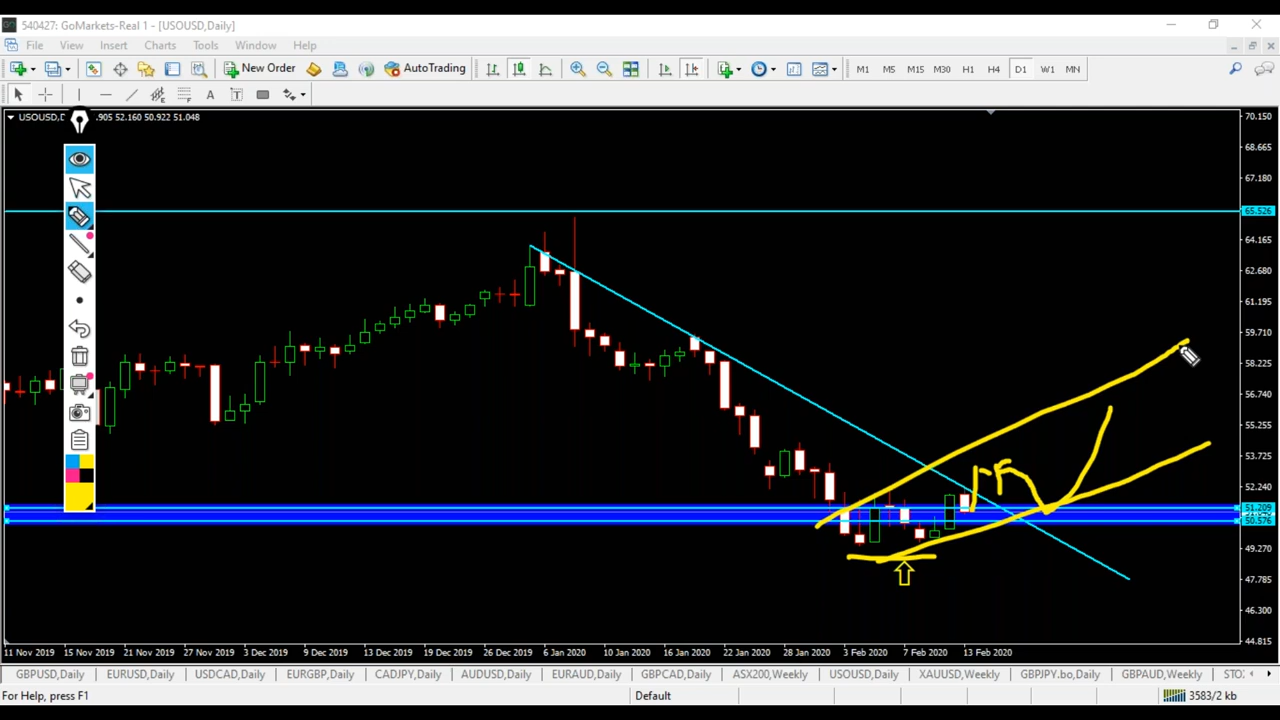 540427: GoMarkets-Real 1 - [USOUSD,Daily]
File View Insert Charts Tools Window Help
New Order AutoTrading M1 M5 M15 M30 H1 H4 D1 W1 MN
A T
.905 52.160 50.922 51.048
70.150
68.665
67.180
65.526
64.165
62.680
61.195
59.710
58.225
56.740
55.255
53.725
52.240
51.209
50.576
49.270
47.785
46.300
44.815
11 Nov 2019 15 Nov 2019 21 Nov 2019 27 Nov 2019 3 Dec 2019 9 Dec 2019 13 Dec 2019 19 Dec 2019 26 Dec 2019 6 Jan 2020 10 Jan 2020 16 Jan 2020 22 Jan 2020 28 Jan 2020 3 Feb 2020 7 Feb 2020 13 Feb 2020
GBPUSD,Daily EURUSD,Daily USDCAD,Daily EURGBP,Daily CADJPY,Daily AUDUSD,Daily EURAUD,Daily GBPCAD,Daily ASX200,Weekly USOUSD,Daily XAUUSD,Weekly GBPJPY.bo,Daily GBPAUD,Weekly
For Help, press F1 Default 3583/2 kb